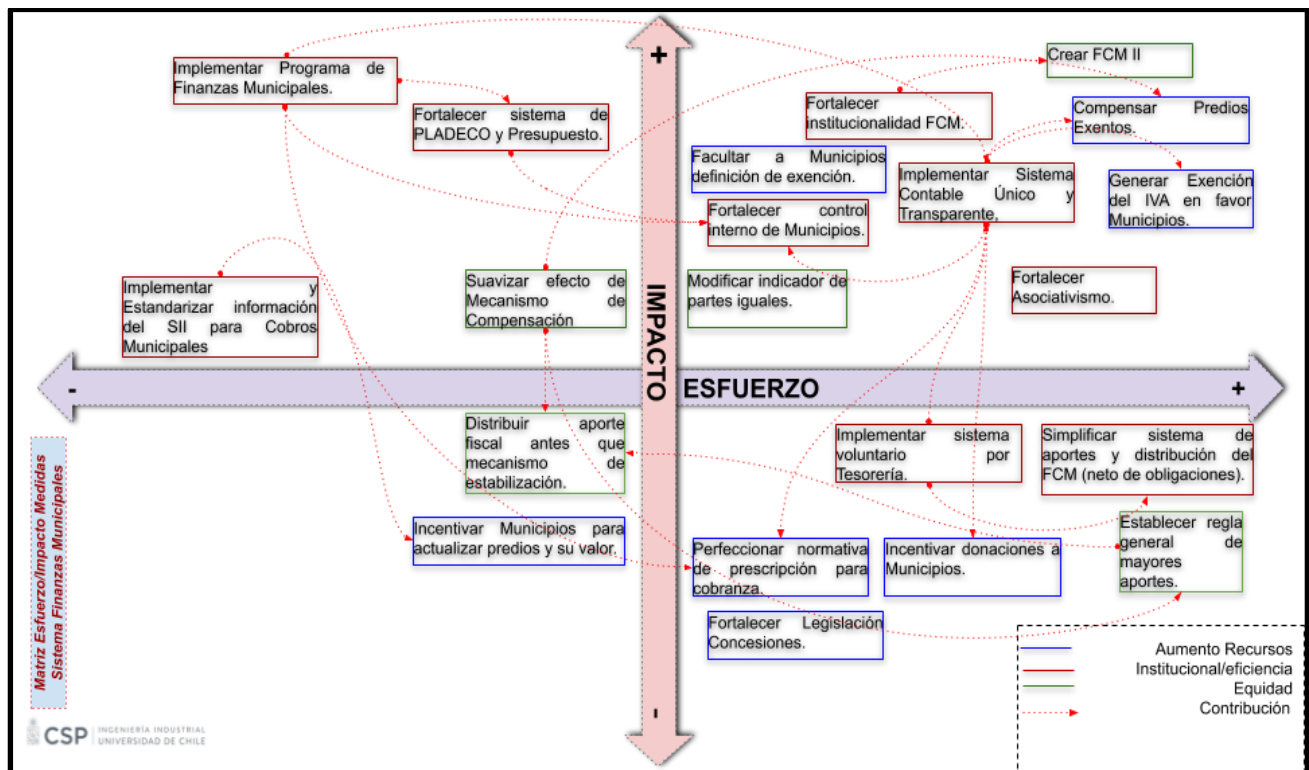 +
Implementar Programa de
Finanzas Municipales.
Fortalecer sistema de
PLADECO y Presupuesto.
Implementar y
Estandarizar información
del SII para Cobros
Municipales
Suavizar efecto de
Mecanismo de
Compensación
Crear FCM II
Fortalecer
institucionalidad FCM.
Compensar Predios
Exentos.
Facultar a Municipios
definición de exención.
Implementar Sistema
Contable Único y
Transparente,
Generar Exención
del IVA en favor
Municipios.
Fortalecer control
interno de Municipios.
Modificar indicador de
partes iguales.
Fortalecer
Asociativismo.
IMPACTO
-
ESFUERZO
+
Distribuir aporte
fiscal antes que
mecanismo de
estabilización.
Incentivar Municipios para
actualizar predios y su valor.
Implementar sistema
voluntario por
Tesorería.
Simplificar sistema de
aportes y distribución del
FCM (neto de obligaciones).
Perfeccionar normativa
de prescripción para
cobranza.
Incentivar donaciones a
Municipios.
Establecer regla
general de
mayores
aportes.
Fortalecer Legislación
Concesiones.
-
Matriz Esfuerzo/Impacto Medidas
Sistema Finanzas Municipales
Aumento Recursos
Institucional/eficiencia
Equidad
Contribución
CSP
INGENIERÍA INDUSTRIAL
UNIVERSIDAD DE CHILE